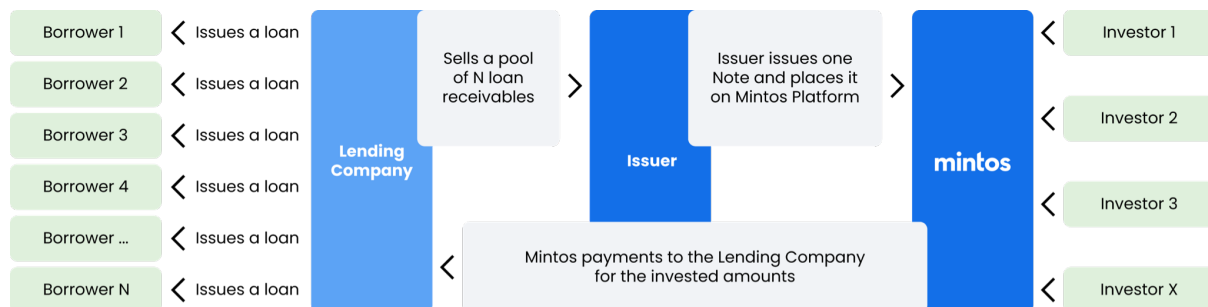 Borrower 1
Issues a loan
Borrower 2
Issues a loan
Borrower 3
Issues a loan
Borrower 4
Issues a loan
Borrower ...
Issues a loan
Borrower N
Issues a loan
Lending
Company
Sells a pool
of N loan
receivables
Issuer
Issuer issues one
Note and places it
on Mintos Platform
Mintos payments to the Lending Company
for the invested amounts
mintos
Investor 1
Investor 2
Investor 3
Investor X